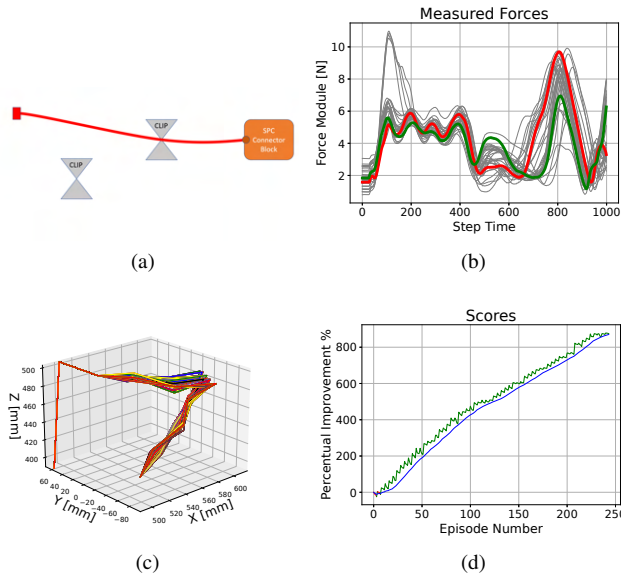 CLIP
CLIP
SPC
Connector
Block
(a)
Measured Forces
Force Module [N]
10
8
6
4
2
0 200 400 600 800 1000
Step Time
(b)
Z [mm]
500
480
460
440
420
400
60 40 20 0 −20 −40 −60 −80
Y [mm]
500 520 540 560 580 600
X [mm]
(c)
Scores
Percentual Improvement %
800
600
400
200
0
0 50 100 150 200 250
Episode Number
(d)